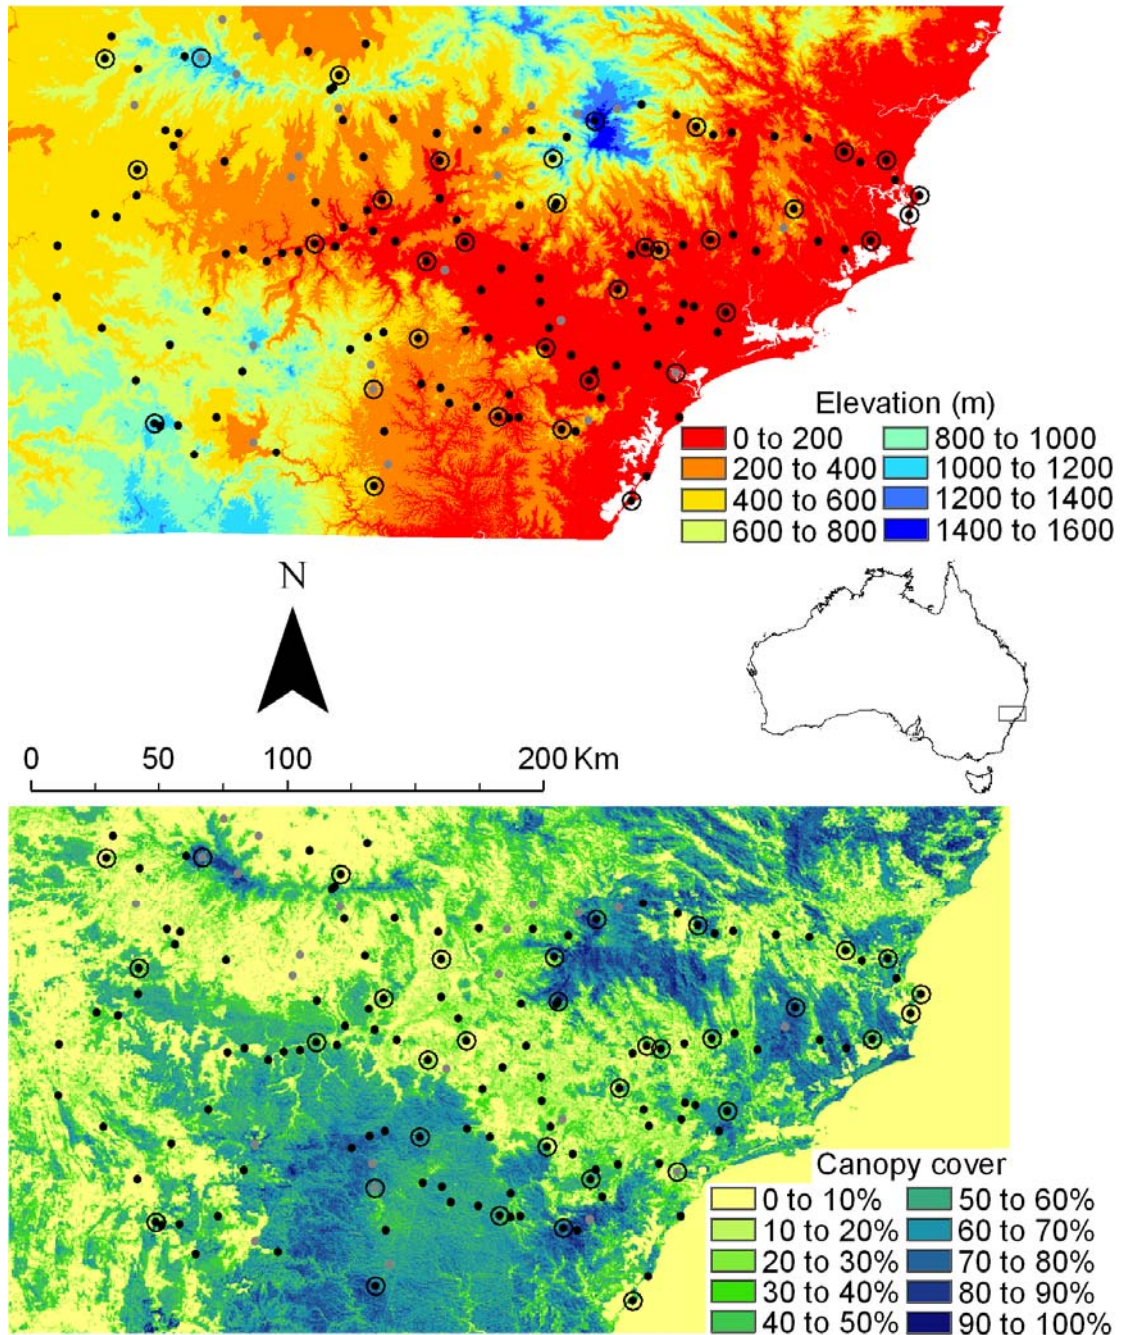 Elevation (m)
0 to 200
800 to 1000
200 to 400
1000 to 1200
400 to 600
1200 to 1400
600 to 800
1400 to 1600
N
0
50
100
200 Km
Canopy cover
0 to 10%
50 to 60%
10 to 20%
60 to 70%
20 to 30%
70 to 80%
30 to 40%
80 to 90%
40 to 50%
90 to 100%